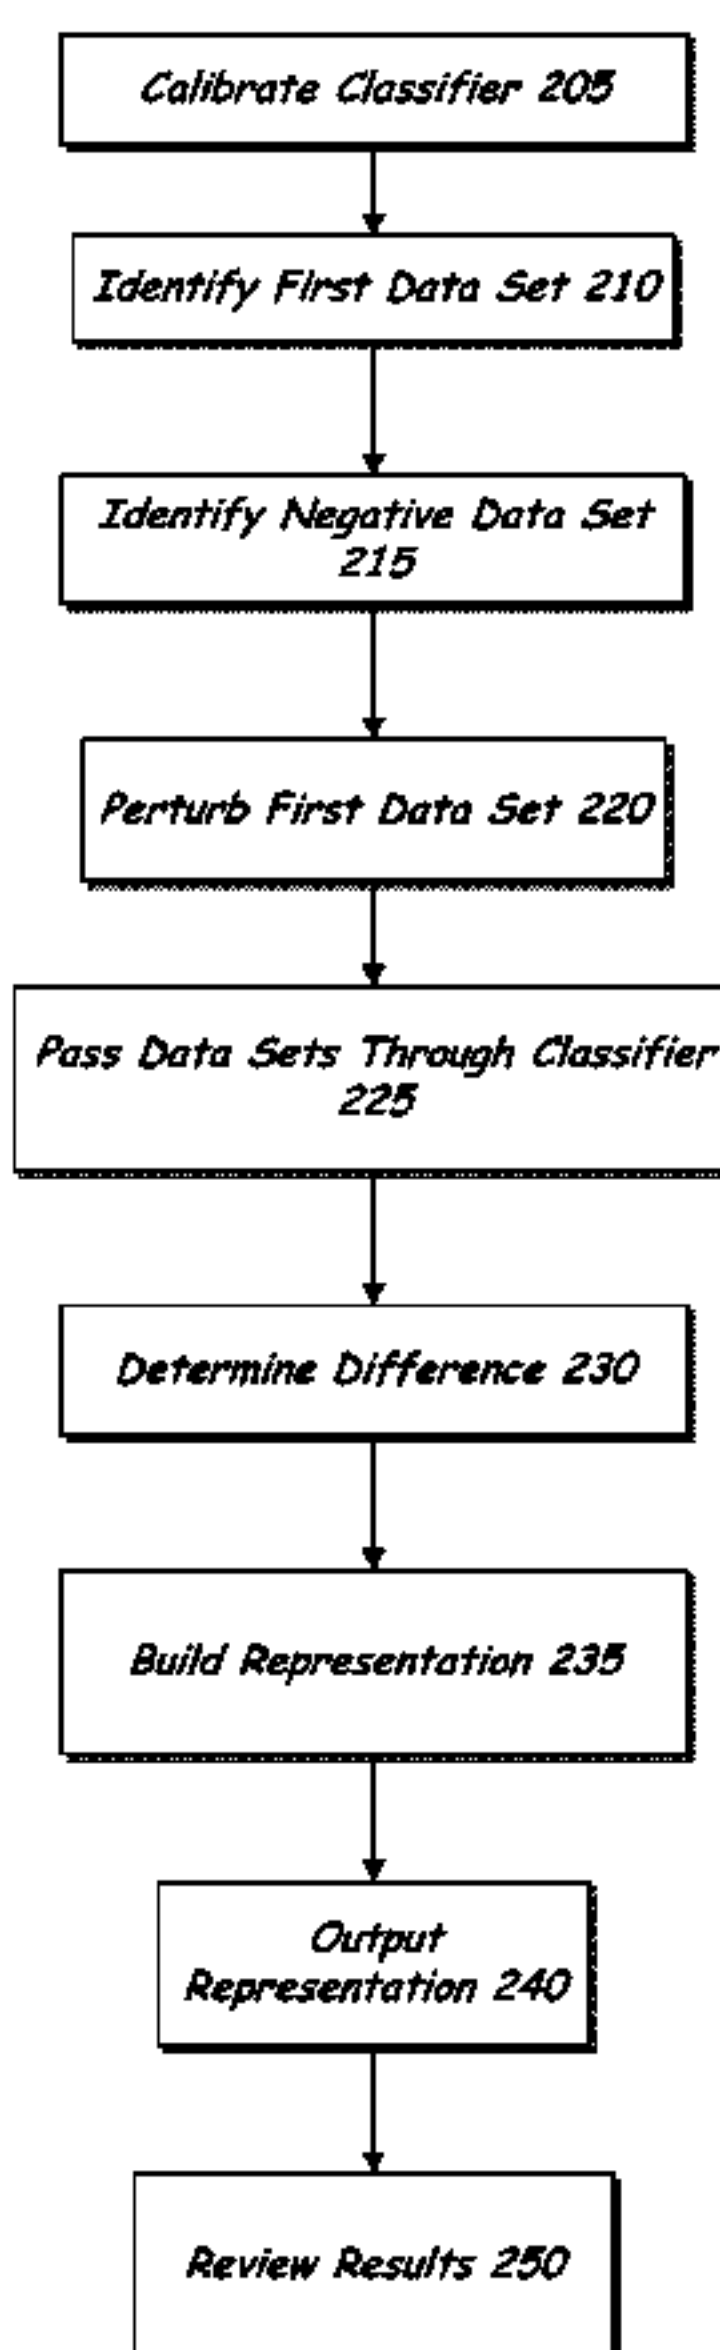 Calibrate Classifier 205
Identify First Data Set 210
Identify Negative Data Set
215
Perturb First Data Set 220
Pass Data Sets Through Classifier
225
Determine Difference 230
Build Representation 235
Output
Representation 240
Review Results 250